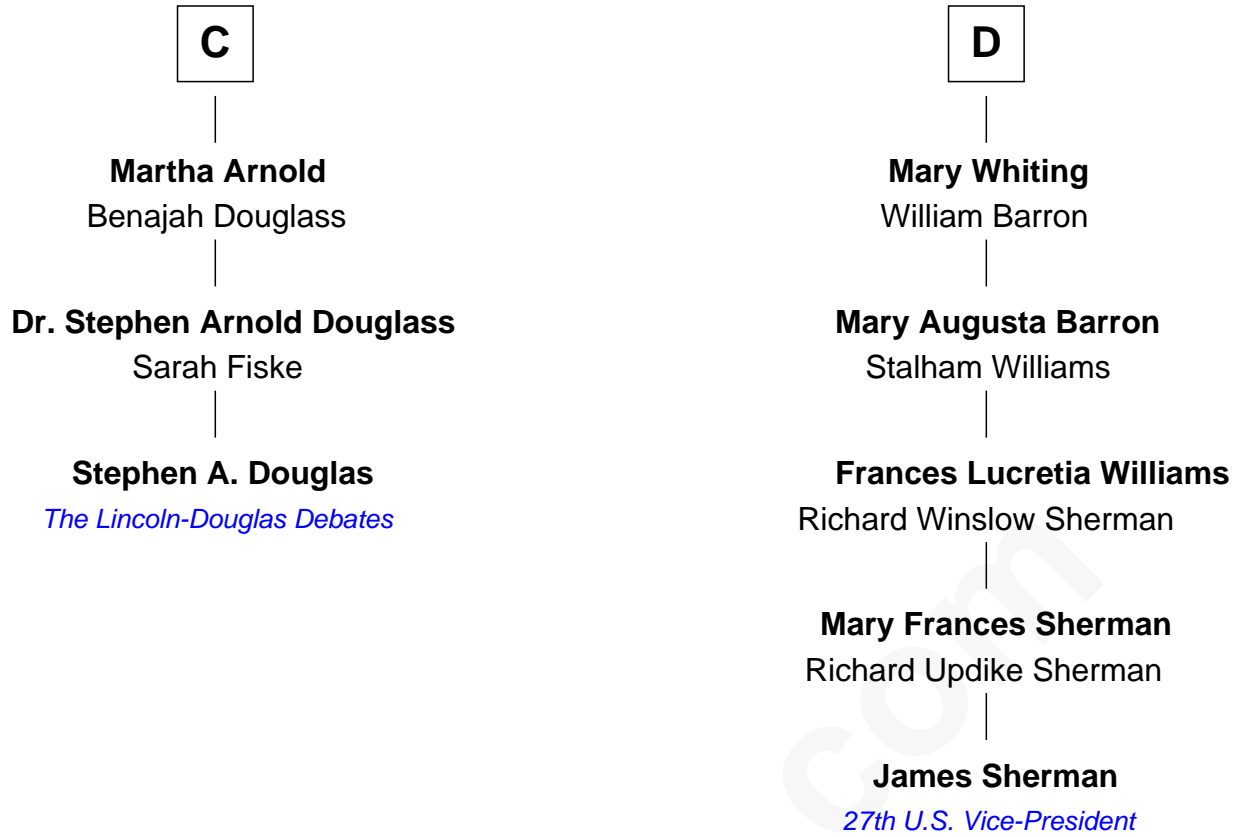 C
Martha Arnold
Benajah Douglass
Dr. Stephen Arnold Douglass
Sarah Fiske
Stephen A. Douglas
The Lincoln-Douglas Debates
D
Mary Whiting
William Barron
Mary Augusta Barron
Stalham Williams
Frances Lucretia Williams
Richard Winslow Sherman
Mary Frances Sherman
Richard Updike Sherman
James Sherman
27th U.S. Vice-President
com